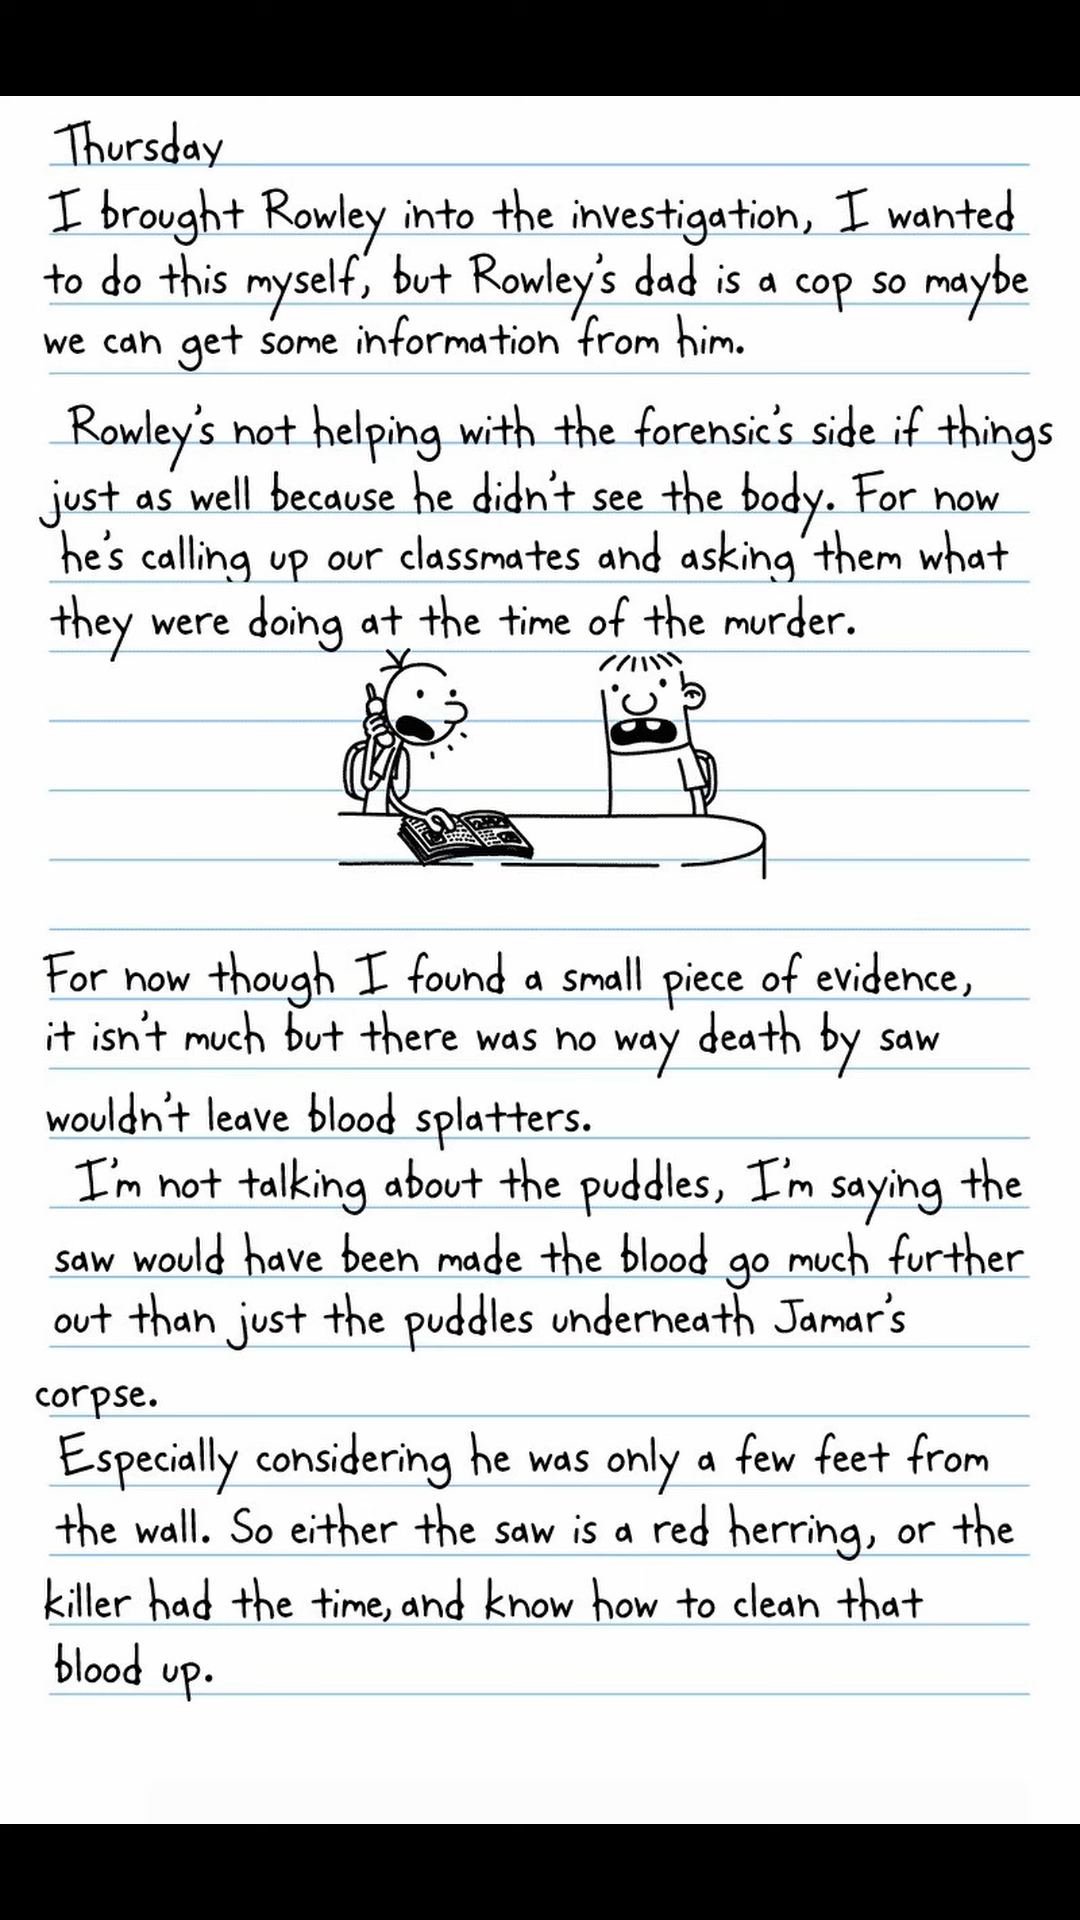 Thursday
I brought Rowley into the investigation, I wanted
to do this myself, but Rowley's dad is a cop so maybe
we can get some information from him.
Rowley's not helping with the forensic's side if things
just as well because he didn't see the body. For now
he's calling up our classmates and asking them what
they were doing at the time of the murder.
For now though I found a small piece of evidence,
it isn't much but there was no way death by saw
wouldn't leave blood splatters.
I'm not talking about the puddles, I'm saying the
saw would have been made the blood go much further
out than just the puddles underneath Jamar's
corpse.
Especially considering he was only a few feet from
the wall. So either the saw is a red herring, or the
killer had the time, and know how to clean that
blood up.